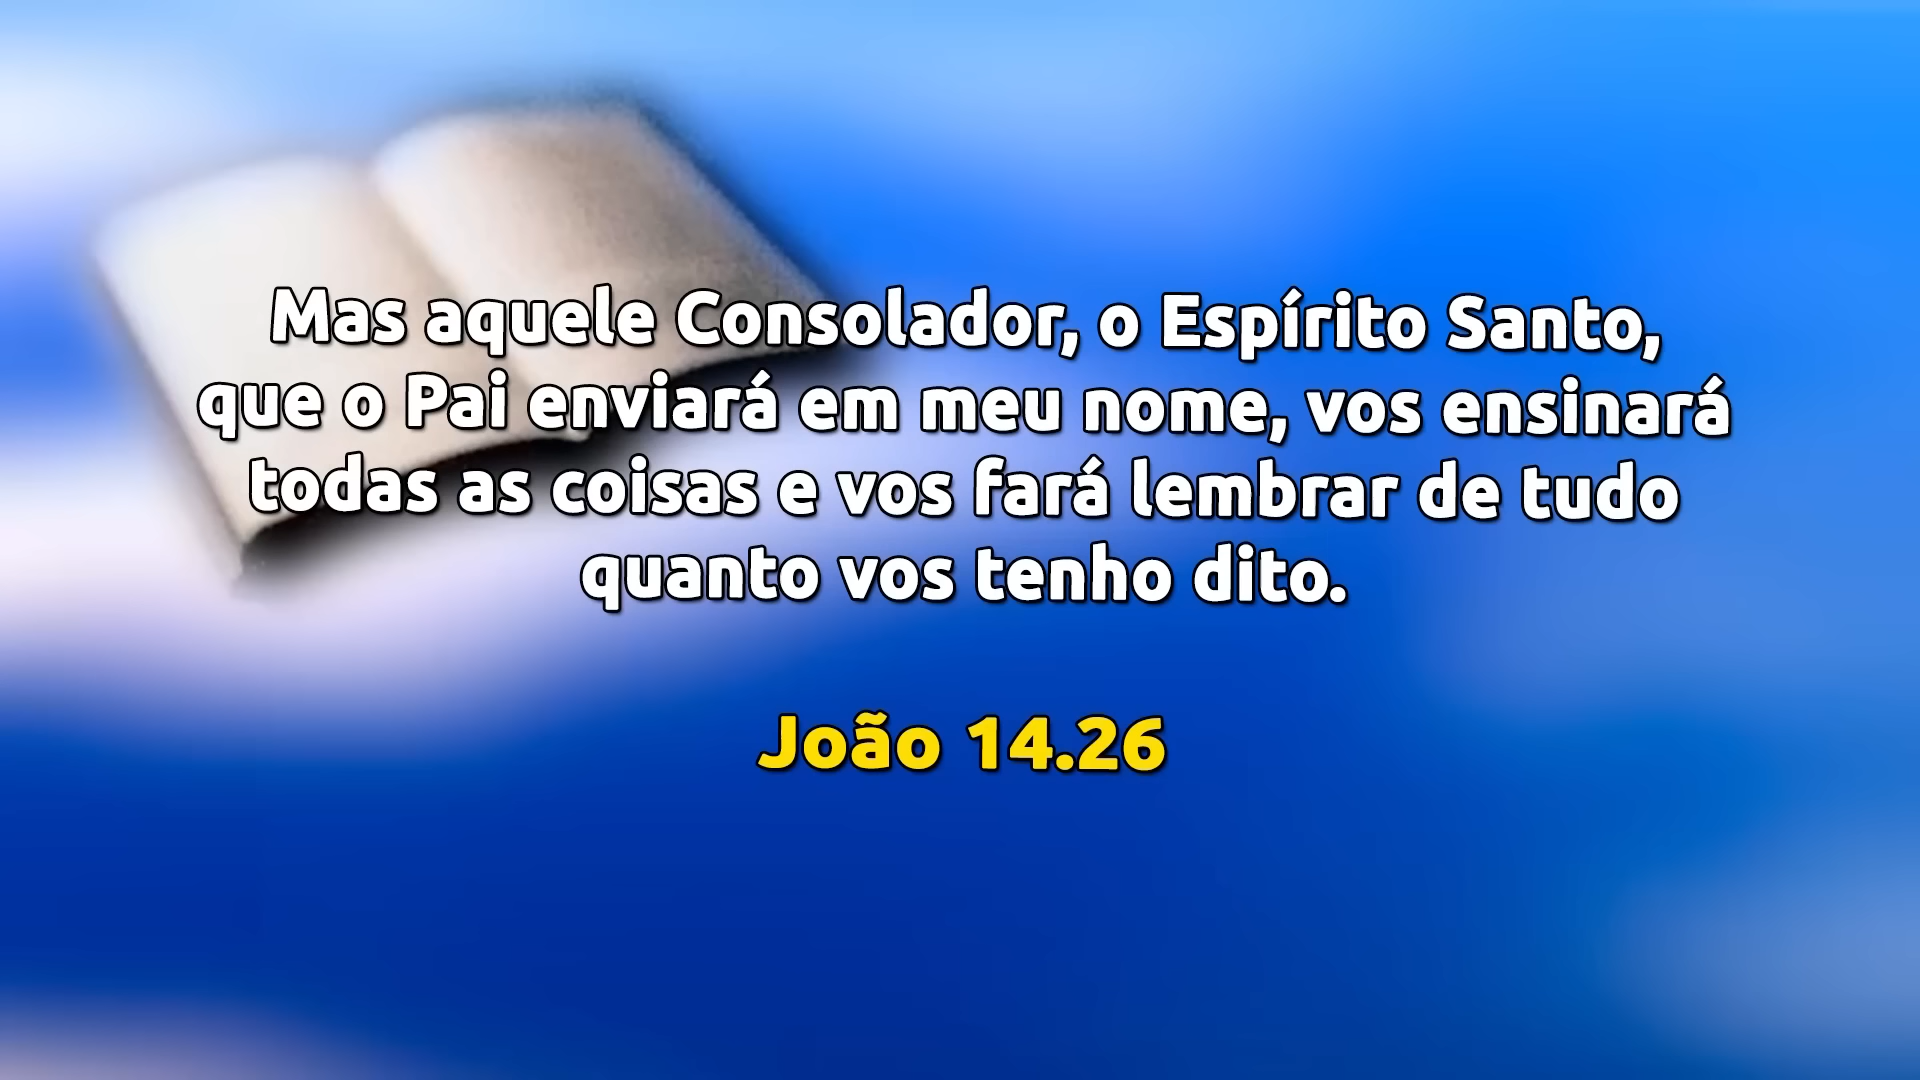 Mas aquele Consolador, o Espírito Santo,
que o Pai enviará em meu nome, vos ensinará
todas as coisas e vos fará lembrar de tudo
quanto vos tenho dito.
João 14.26